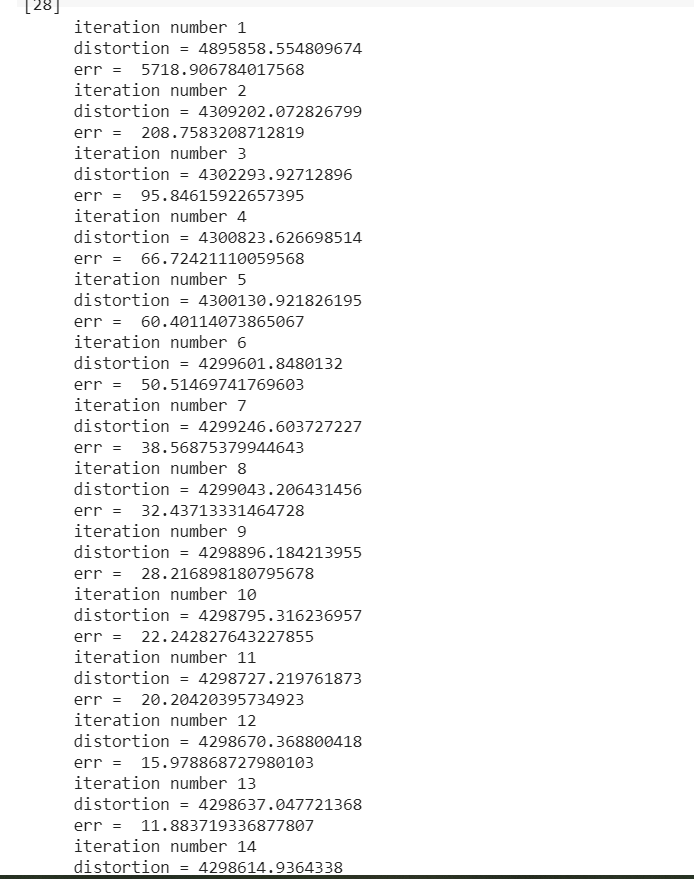 [28]
iteration number 1
distortion = 4895858.554809674
err =  5718.906784017568
iteration number 2
distortion = 4309202.072826799
err =  208.7583208712819
iteration number 3
distortion = 4302293.92712896
err =  95.84615922657395
iteration number 4
distortion = 4300823.626698514
err =  66.72421110059568
iteration number 5
distortion = 4300130.921826195
err =  60.40114073865067
iteration number 6
distortion = 4299601.8480132
err =  50.51469741769603
iteration number 7
distortion = 4299246.603727227
err =  38.56875379944643
iteration number 8
distortion = 4299043.206431456
err =  32.43713331464728
iteration number 9
distortion = 4298896.184213955
err =  28.216898180795678
iteration number 10
distortion = 4298795.316236957
err =  22.242827643227855
iteration number 11
distortion = 4298727.219761873
err =  20.20420395734923
iteration number 12
distortion = 4298670.368800418
err =  15.978868727980103
iteration number 13
distortion = 4298637.047721368
err =  11.883719336877807
iteration number 14
distortion = 4298614.9364338